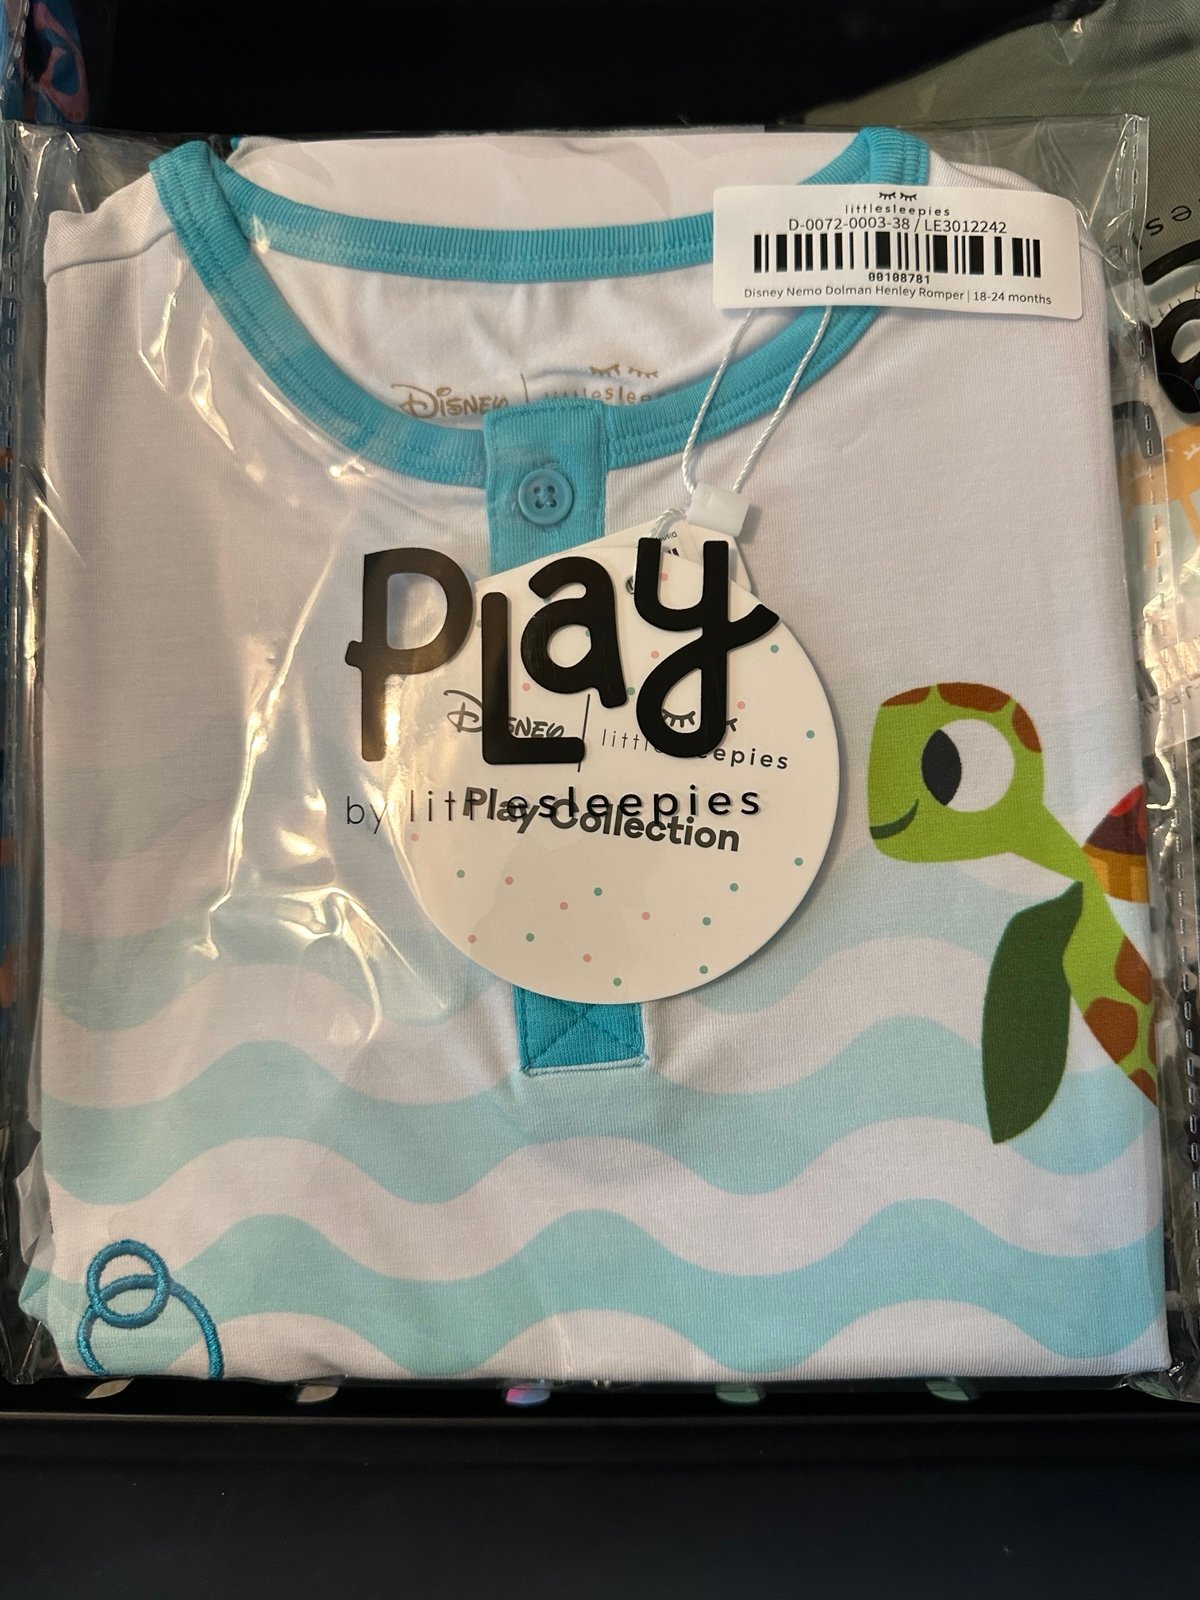 littlesleepies
D-0072-0003-38 / LE3012242
00108781
Disney Nemo Dolman Henley Romper | 18-24 months
Disney | littleslee
PLay
Disney | littlesleepies
by littlesleepies
Play Collection